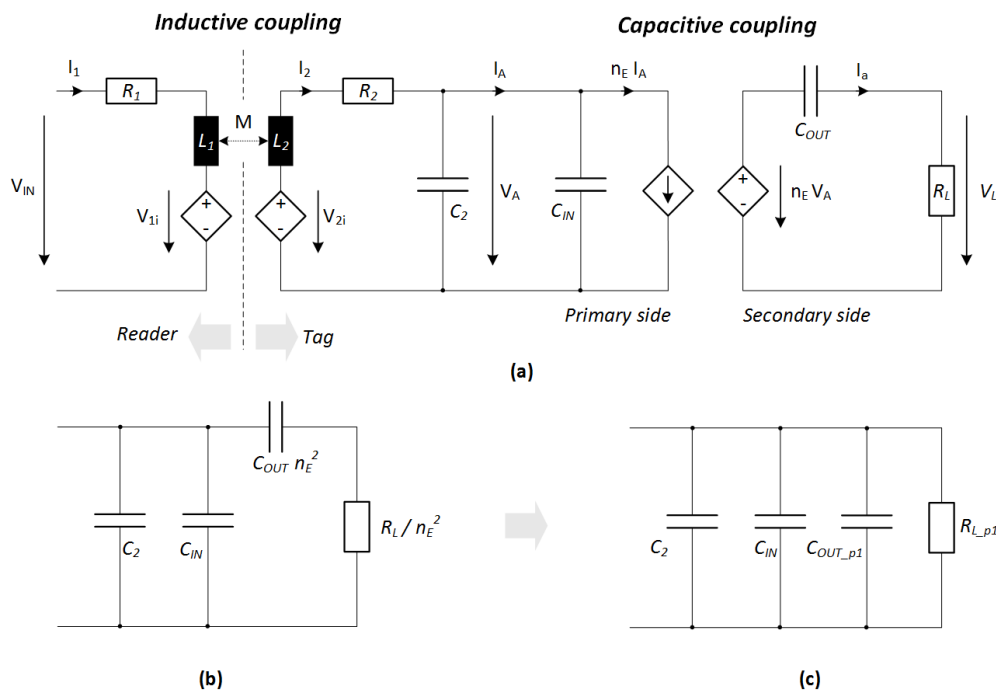 Inductive coupling
Capacitive coupling
I1
R1
I2
R2
IA
nE IA
Ia
M
L1
L2
COUT
VIN
V1i
V2i
C2
VA
CIN
nE VA
RL
VL
Reader
Tag
Primary side
Secondary side
(a)
COUT nE²
C2
CIN
RL / nE²
C2
CIN
COUT_p1
RL_p1
(b)
(c)
+
-
+
-
+
-